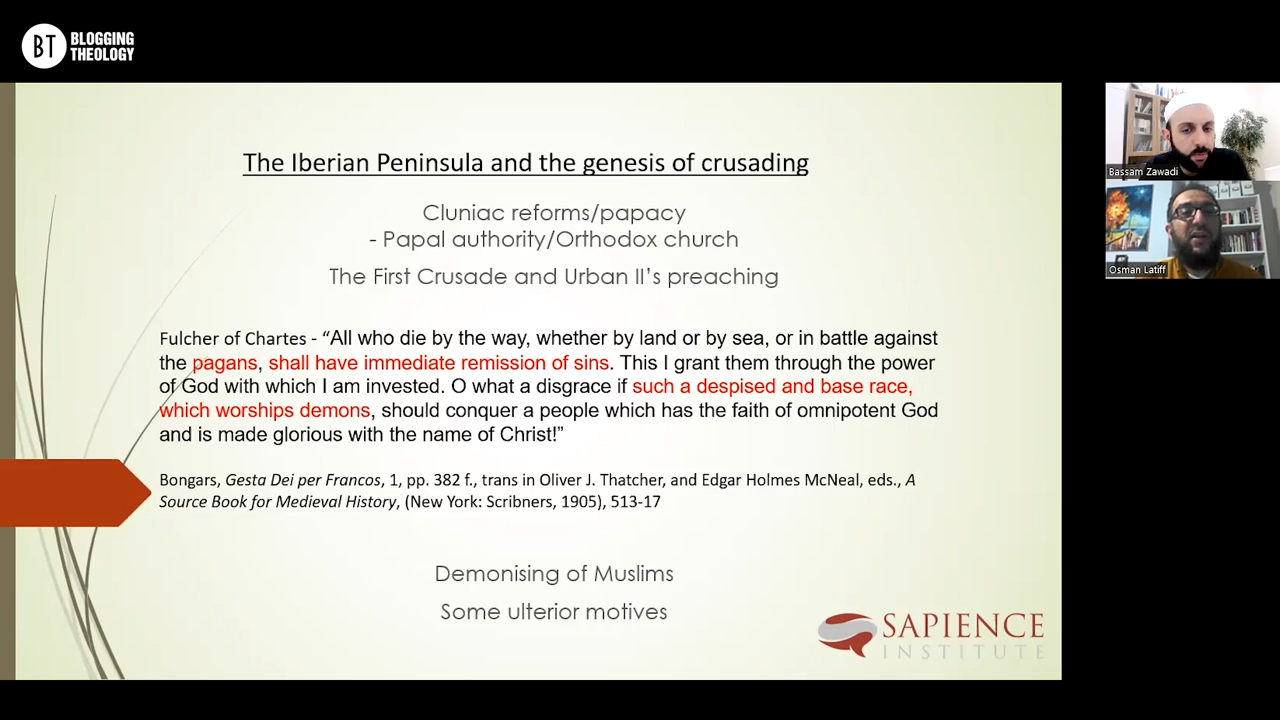 BT BLOGGING
THEOLOGY
The Iberian Peninsula and the genesis of crusading
Cluniac reforms/papacy
- Papal authority/Orthodox church
The First Crusade and Urban II's preaching
Fulcher of Chartes - “All who die by the way, whether by land or by sea, or in battle against
the pagans, shall have immediate remission of sins. This I grant them through the power
of God with which I am invested. O what a disgrace if such a despised and base race,
which worships demons, should conquer a people which has the faith of omnipotent God
and is made glorious with the name of Christ!”
Bongars, Gesta Dei per Francos, 1, pp. 382 f., trans in Oliver J. Thatcher, and Edgar Holmes McNeal, eds., A
Source Book for Medieval History, (New York: Scribners, 1905), 513-17
Demonising of Muslims
Some ulterior motives
SAPIENCE
INSTITUTE
Bassam Zawadi
Osman Latiff